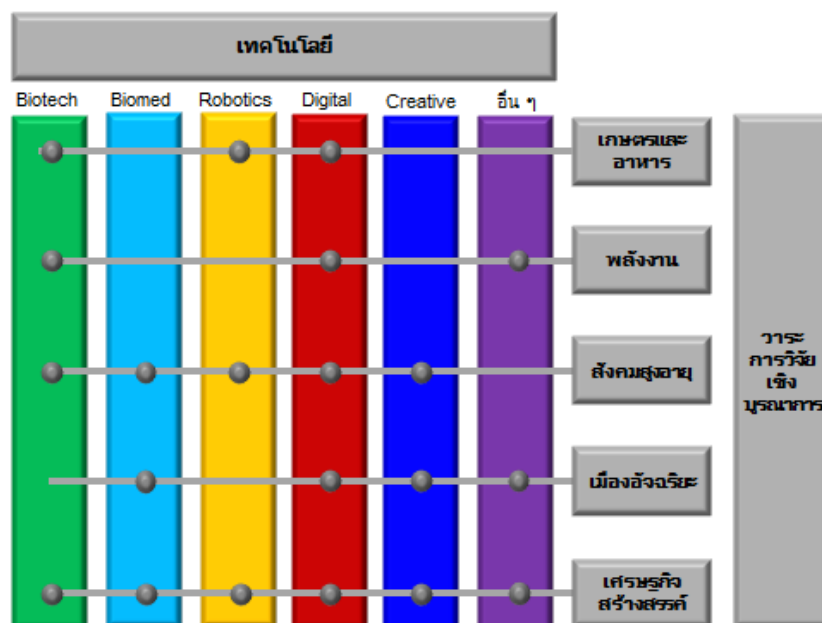 เทคโนโลยี
Biotech Biomed Robotics Digital Creative อื่น ๆ
เกษตรและ
อาหาร
พลังงาน
สังคมสูงอายุ
เมืองอัจฉริยะ
เศรษฐกิจ
สร้างสรรค์
วาระ
การวิจัย
เชิง
บูรณาการ